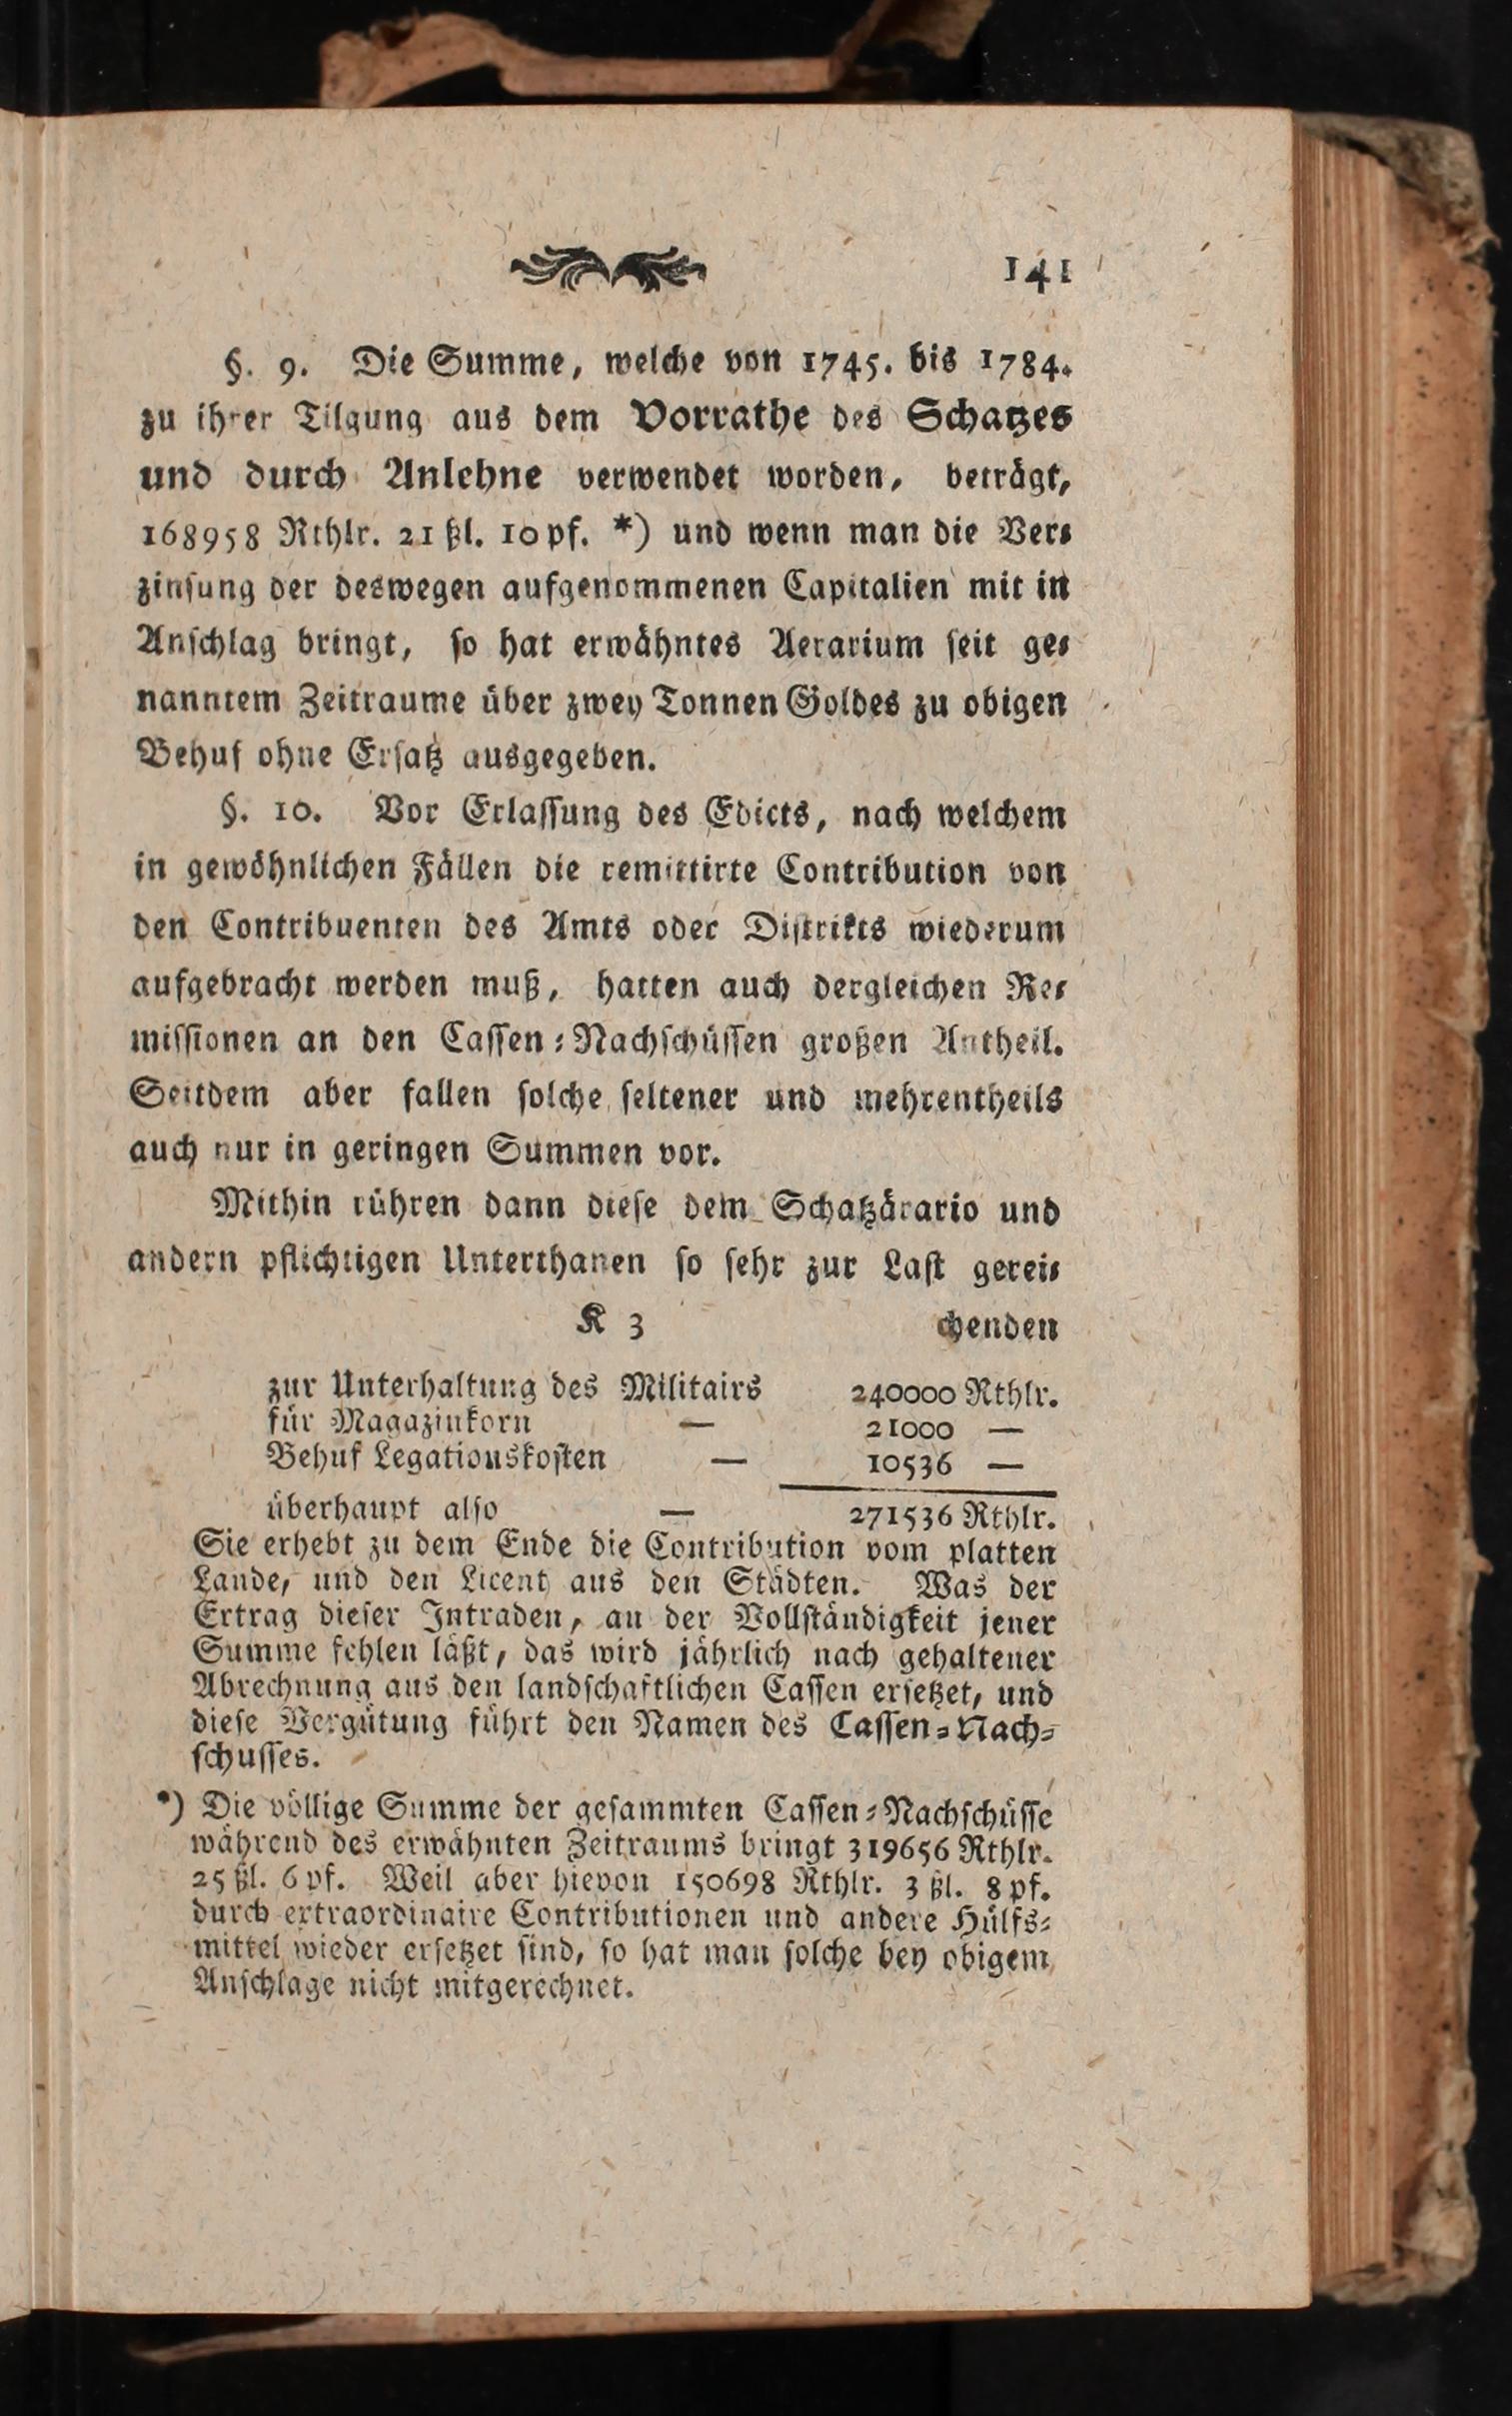 141
§. 9. Die Summe, welche von 1745. bis 1784.
zu ihrer Tilgung aus dem Vorrathe des Schatzes
und durch Anlehne verwendet worden, beträgt,
168958 Rthlr. 21 ßl. 10 pf. *) und wenn man die Ver⸗
zinsung der deswegen aufgenommenen Capitalien mit in
Anschlag bringt, so hat erwähntes Aerarium seit ge⸗
nanntem Zeitraume über zwey Tonnen Goldes zu obigen
Behuf ohne Ersatz ausgegeben.
§. 10. Vor Erlassung des Edicts, nach welchem
in gewöhnlichen Fällen die remittirte Contribution von
den Contribuenten des Amts oder Distrikts wiederum
aufgebracht werden muß, hatten auch dergleichen Re⸗
missionen an den Cassen⸗Nachschüssen großen Antheil.
Seitdem aber fallen solche seltener und mehrentheils
auch nur in geringen Summen vor.
Mithin rühren dann diese dem Schatzärario und
andern pflichtigen Unterthanen so sehr zur Last gerei⸗
K 3 chenden
zur Unterhaltung des Militairs 240000 Rthlr.
für Magazinkorn — 21000 —
Behuf Legationskosten — 10536 —
überhaupt also — 271536 Rthlr.
Sie erhebt zu dem Ende die Contribution vom platten
Lande, und den Licent aus den Städten. Was der
Ertrag dieser Intraden, an der Vollständigkeit jener
Summe fehlen läßt, das wird jährlich nach gehaltener
Abrechnung aus den landschaftlichen Cassen ersetzet, und
diese Vergütung führt den Namen des Cassen⸗Nach⸗
schusses.
*) Die völlige Summe der gesammten Cassen⸗Nachschüsse
während des erwähnten Zeitraums bringt 319656 Rthlr.
25 ßl. 6 pf. Weil aber hievon 150698 Rthlr. 3 ßl. 8 pf.
durch extraordinaire Contributionen und andere Hülfs⸗
mittel wieder ersetzet sind, so hat man solche bey obigem
Anschlage nicht mitgerechnet.